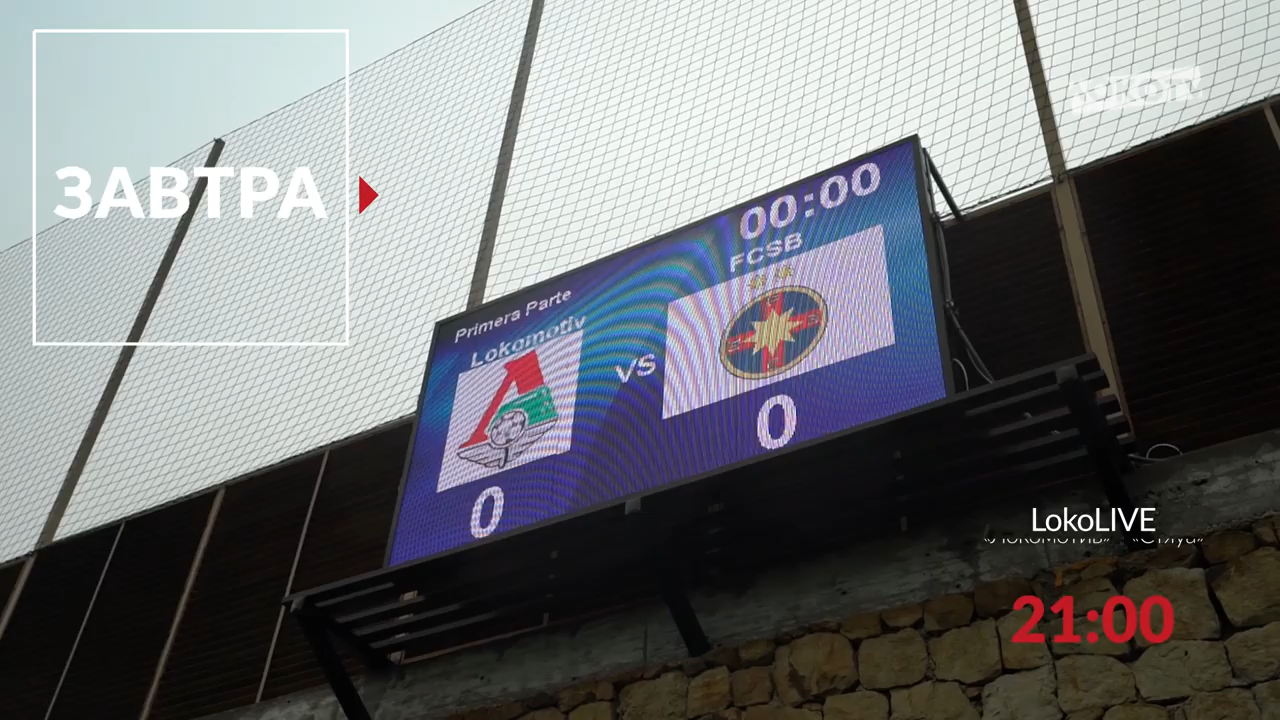 ЗАВТРА
00:00
FCSB
Primera Parte
Lokomotiv
vs
0
0
LokoLIVE
21:00